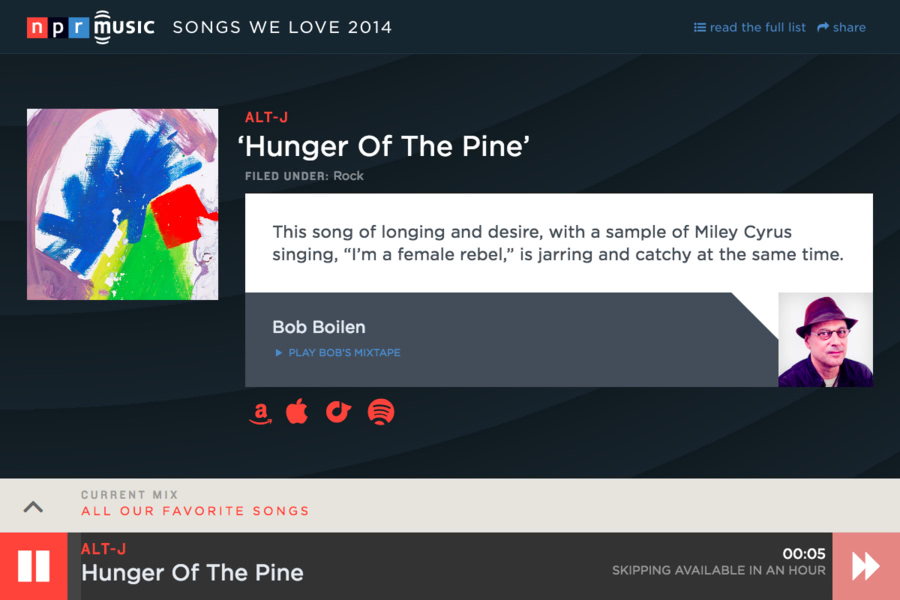 npr music SONGS WE LOVE 2014 read the full list share
ALT-J
‘Hunger Of The Pine’
FILED UNDER: Rock
This song of longing and desire, with a sample of Miley Cyrus
singing, “I’m a female rebel,” is jarring and catchy at the same time.
Bob Boilen
PLAY BOB'S MIXTAPE
a
CURRENT MIX
ALL OUR FAVORITE SONGS
ALT-J
Hunger Of The Pine
00:05
SKIPPING AVAILABLE IN AN HOUR